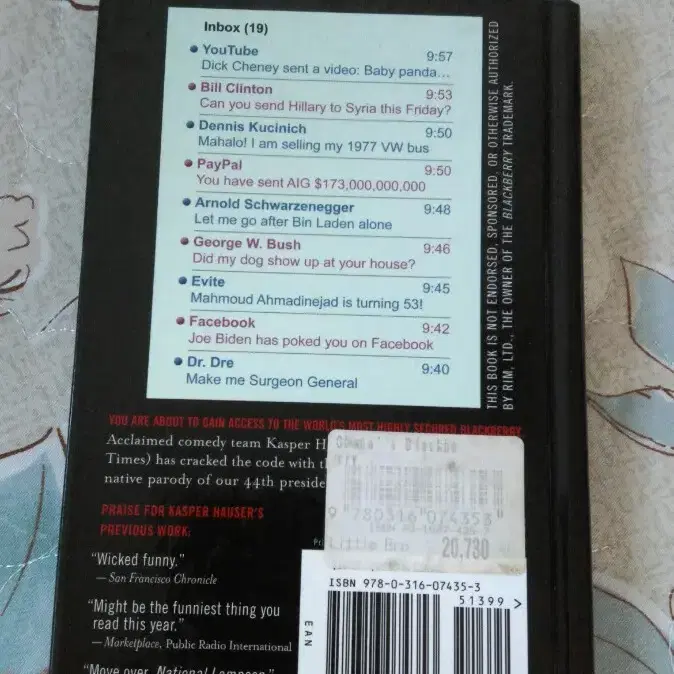 Inbox (19)
YouTube 9:57
Dick Cheney sent a video: Baby panda...
Bill Clinton 9:53
Can you send Hillary to Syria this Friday?
Dennis Kucinich 9:50
Mahalo! I am selling my 1977 VW bus
PayPal 9:50
You have sent AIG $173,000,000,000
Arnold Schwarzenegger 9:48
Let me go after Bin Laden alone
George W. Bush 9:46
Did my dog show up at your house?
Evite 9:45
Mahmoud Ahmadinejad is turning 53!
Facebook 9:42
Joe Biden has poked you on Facebook
Dr. Dre 9:40
Make me Surgeon General
THIS BOOK IS NOT ENDORSED, SPONSORED, OR OTHERWISE AUTHORIZED
BY RIM, LTD., THE OWNER OF THE BLACKBERRY TRADEMARK.
YOU ARE ABOUT TO GAIN ACCESS TO THE WORLD'S MOST HIGHLY SECURED BLACKBERRY.
Acclaimed comedy team Kasper H
Times) has cracked the code with t
native parody of our 44th preside
PRAISE FOR KASPER HAUSER'S
PREVIOUS WORK:
"Wicked funny."
— San Francisco Chronicle
"Might be the funniest thing you
read this year."
— Marketplace, Public Radio International
"Move over, National Lampoon."
9 780316 074353
Little Bro 20,730
ISBN 978-0-316-07435-3
51399 >
EAN